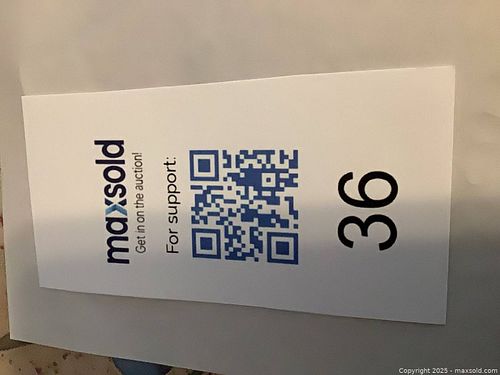 maxsold
Get in on the auction!
For support:
36
Copyright 2025 - maxsold.com